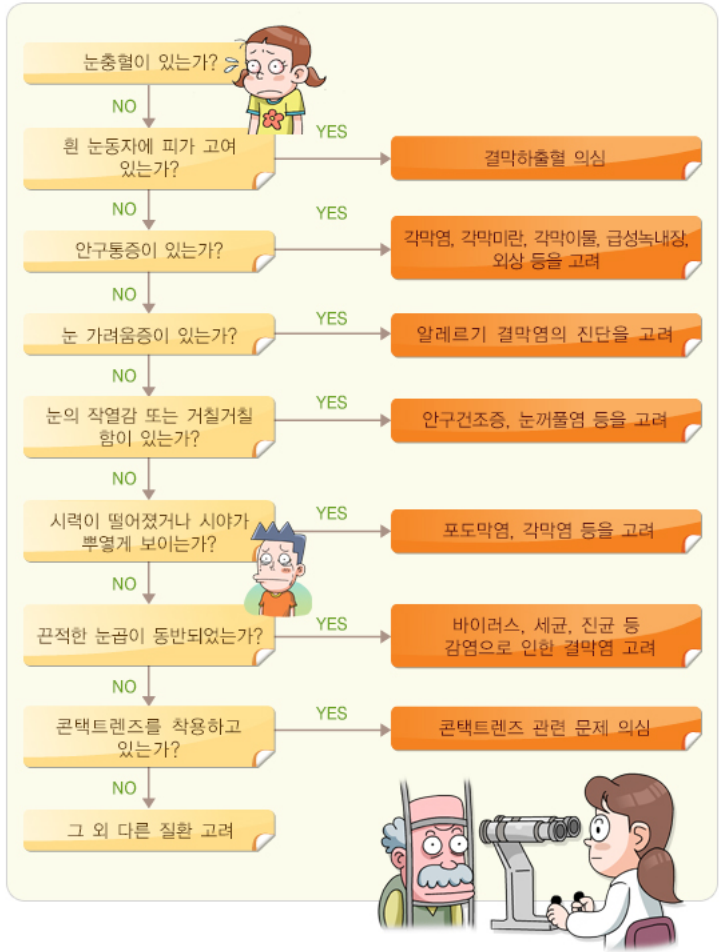 눈충혈이 있는가?
NO
흰 눈동자에 피가 고여
있는가?
YES
결막하출혈 의심
NO
안구통증이 있는가?
YES
각막염, 각막미란, 각막이물, 급성녹내장,
외상 등을 고려
NO
눈 가려움증이 있는가?
YES
알레르기 결막염의 진단을 고려
NO
눈의 작열감 또는 거칠거칠
함이 있는가?
YES
안구건조증, 눈꺼풀염 등을 고려
NO
시력이 떨어졌거나 시야가
뿌옇게 보이는가?
YES
포도막염, 각막염 등을 고려
NO
끈적한 눈곱이 동반되었는가?
YES
바이러스, 세균, 진균 등
감염으로 인한 결막염 고려
NO
콘택트렌즈를 착용하고
있는가?
YES
콘택트렌즈 관련 문제 의심
NO
그 외 다른 질환 고려